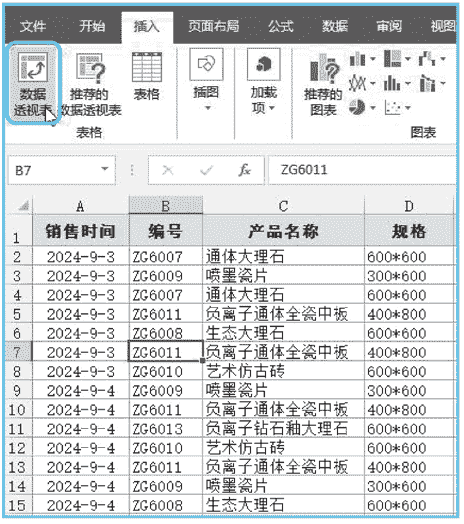 文件 开始 插入 页面布局 公式 数据 审阅 视图
数据透视表 推荐的数据透视表 表格 插图 加载项 推荐的图表
表格 图表
B7 fx ZG6011
A B C D
1 销售时间 编号 产品名称 规格
2 2024-9-3 ZG6007 通体大理石 600*600
3 2024-9-3 ZG6009 喷墨瓷片 300*600
4 2024-9-3 ZG6007 通体大理石 600*600
5 2024-9-3 ZG6011 负离子通体全瓷中板 400*800
6 2024-9-3 ZG6008 生态大理石 600*600
7 2024-9-3 ZG6011 负离子通体全瓷中板 400*800
8 2024-9-3 ZG6010 艺术仿古砖 600*600
9 2024-9-4 ZG6009 喷墨瓷片 300*600
10 2024-9-4 ZG6011 负离子通体全瓷中板 400*800
11 2024-9-4 ZG6013 负离子钻石釉大理石 600*600
12 2024-9-4 ZG6010 艺术仿古砖 600*600
13 2024-9-4 ZG6011 负离子通体全瓷中板 400*800
14 2024-9-4 ZG6009 喷墨瓷片 300*600
15 2024-9-4 ZG6008 生态大理石 600*600